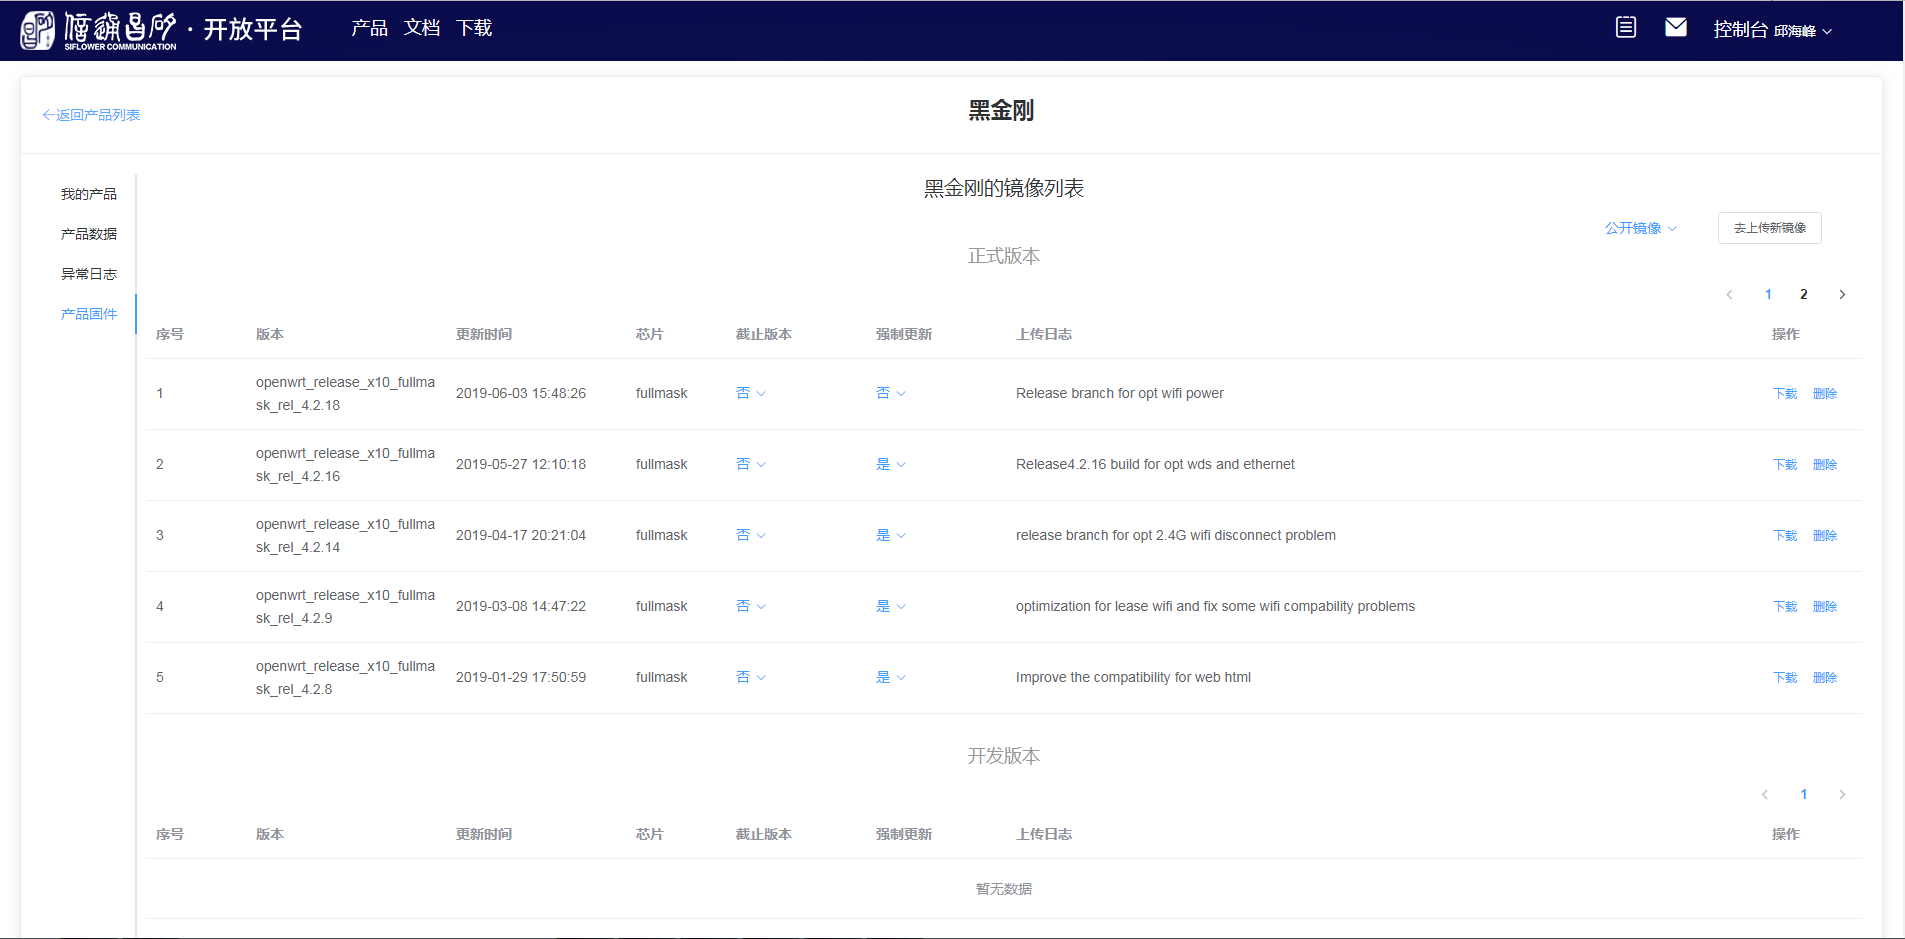 SIFLOWER COMMUNICATION
·开放平台
产品 文档 下载
控制台 邱海峰
返回产品列表
黑金刚
我的产品
产品数据
异常日志
产品固件
黑金刚的镜像列表
公开镜像
去上传新镜像
正式版本
1 2
序号 版本 更新时间 芯片 截止版本 强制更新 上传日志 操作
1 openwrt_release_x10_fullma 2019-06-03 15:48:26 fullmask 否 否 Release branch for opt wifi power 下载 删除
sk_rel_4.2.18
2 openwrt_release_x10_fullma 2019-05-27 12:10:18 fullmask 否 是 Release4.2.16 build for opt wds and ethernet 下载 删除
sk_rel_4.2.16
3 openwrt_release_x10_fullma 2019-04-17 20:21:04 fullmask 否 是 release branch for opt 2.4G wifi disconnect problem 下载 删除
sk_rel_4.2.14
4 openwrt_release_x10_fullma 2019-03-08 14:47:22 fullmask 否 是 optimization for lease wifi and fix some wifi compability problems 下载 删除
sk_rel_4.2.9
5 openwrt_release_x10_fullma 2019-01-29 17:50:59 fullmask 否 是 Improve the compatibility for web html 下载 删除
sk_rel_4.2.8
开发版本
1
序号 版本 更新时间 芯片 截止版本 强制更新 上传日志 操作
暂无数据